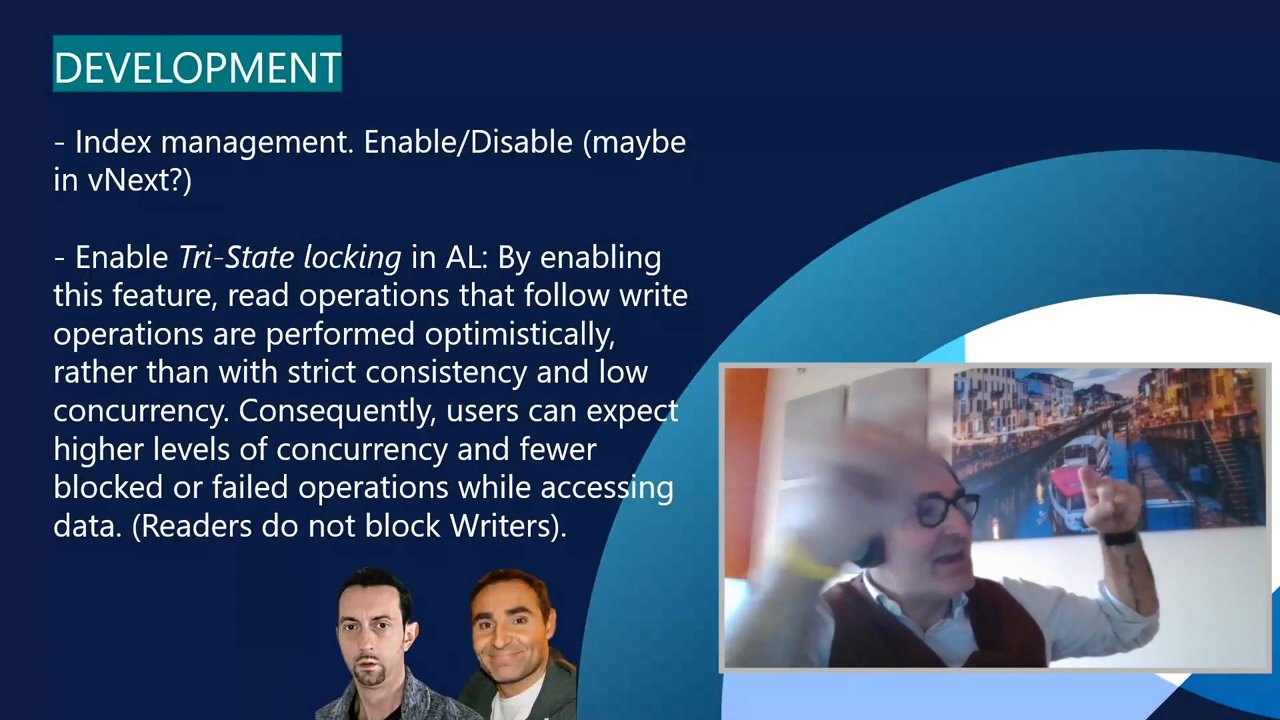 DEVELOPMENT
- Index management. Enable/Disable (maybe
in vNext?)
- Enable Tri-State locking in AL: By enabling
this feature, read operations that follow write
operations are performed optimistically,
rather than with strict consistency and low
concurrency. Consequently, users can expect
higher levels of concurrency and fewer
blocked or failed operations while accessing
data. (Readers do not block Writers).